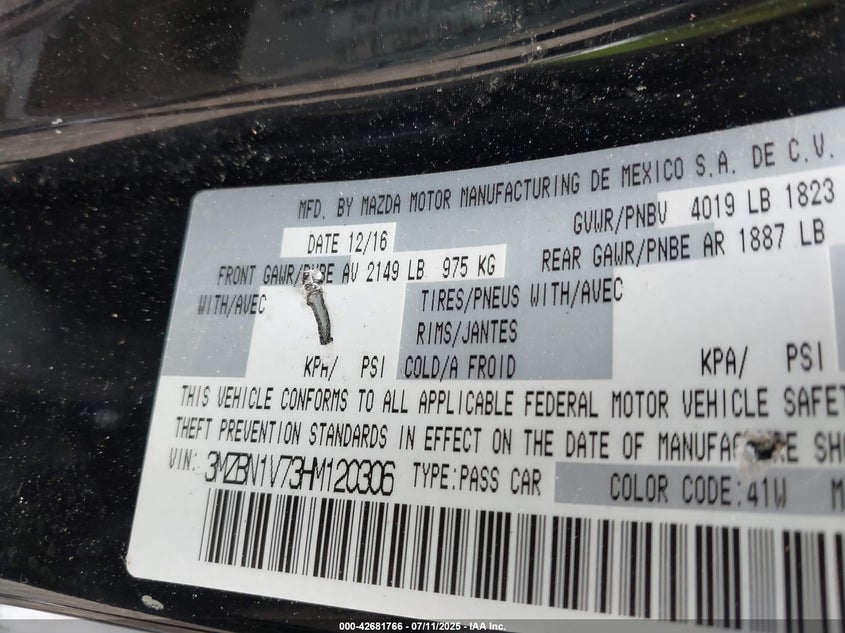 MFD. BY MAZDA MOTOR MANUFACTURING DE MEXICO S.A. DE C.V.
DATE 12/16 GVWR/PNBV 4019 LB 1823
FRONT GAWR/PNBE AV 2149 LB 975 KG REAR GAWR/PNBE AR 1887 LB
WITH/AVEC TIRES/PNEUS WITH/AVEC
RIMS/JANTES
KPA/ PSI COLD/A FROID KPA/ PSI
THIS VEHICLE CONFORMS TO ALL APPLICABLE FEDERAL MOTOR VEHICLE SAFET
THEFT PREVENTION STANDARDS IN EFFECT ON THE DATE OF MANUFA RE SHO
VIN: 3MZBN1V73HM120306 TYPE:PASS CAR COLOR CODE:41W M
000-42681766 - 07/11/2025 - IAA Inc.